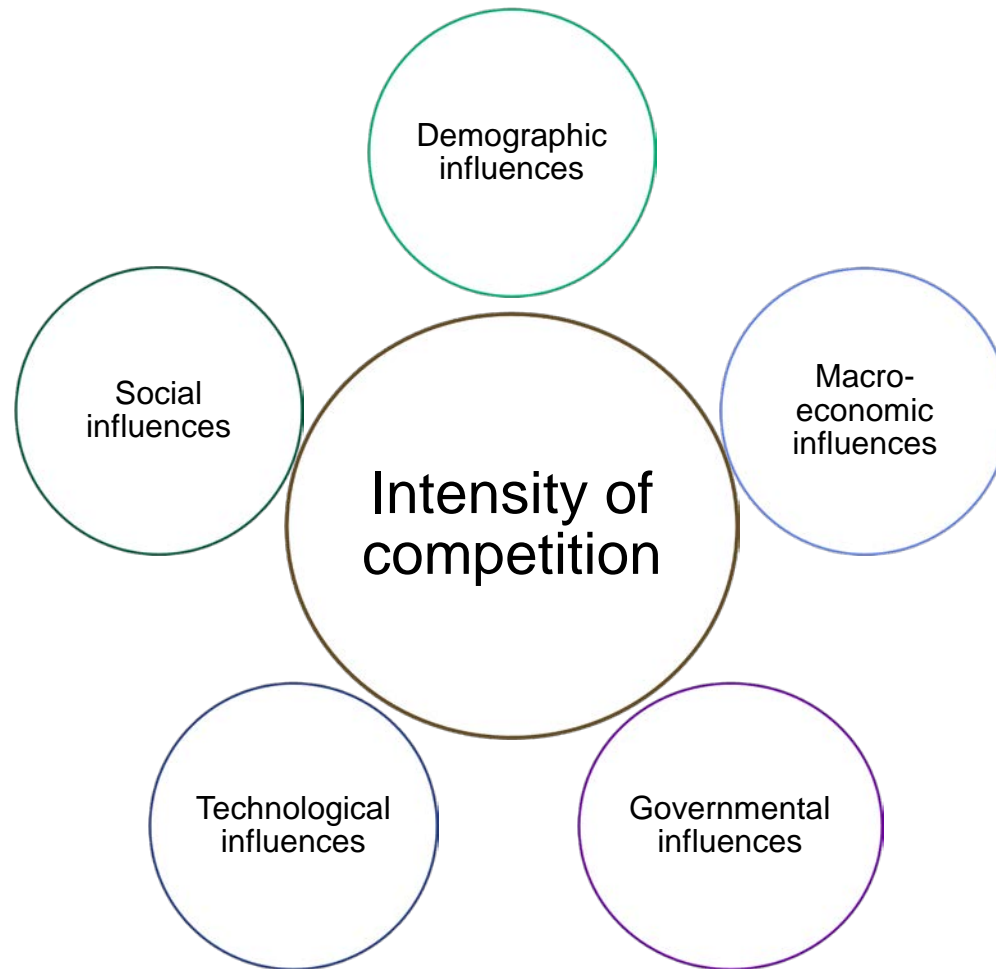 Demographic
influences
Social
influences
Macro-
economic
influences
Intensity of
competition
Technological
influences
Governmental
influences